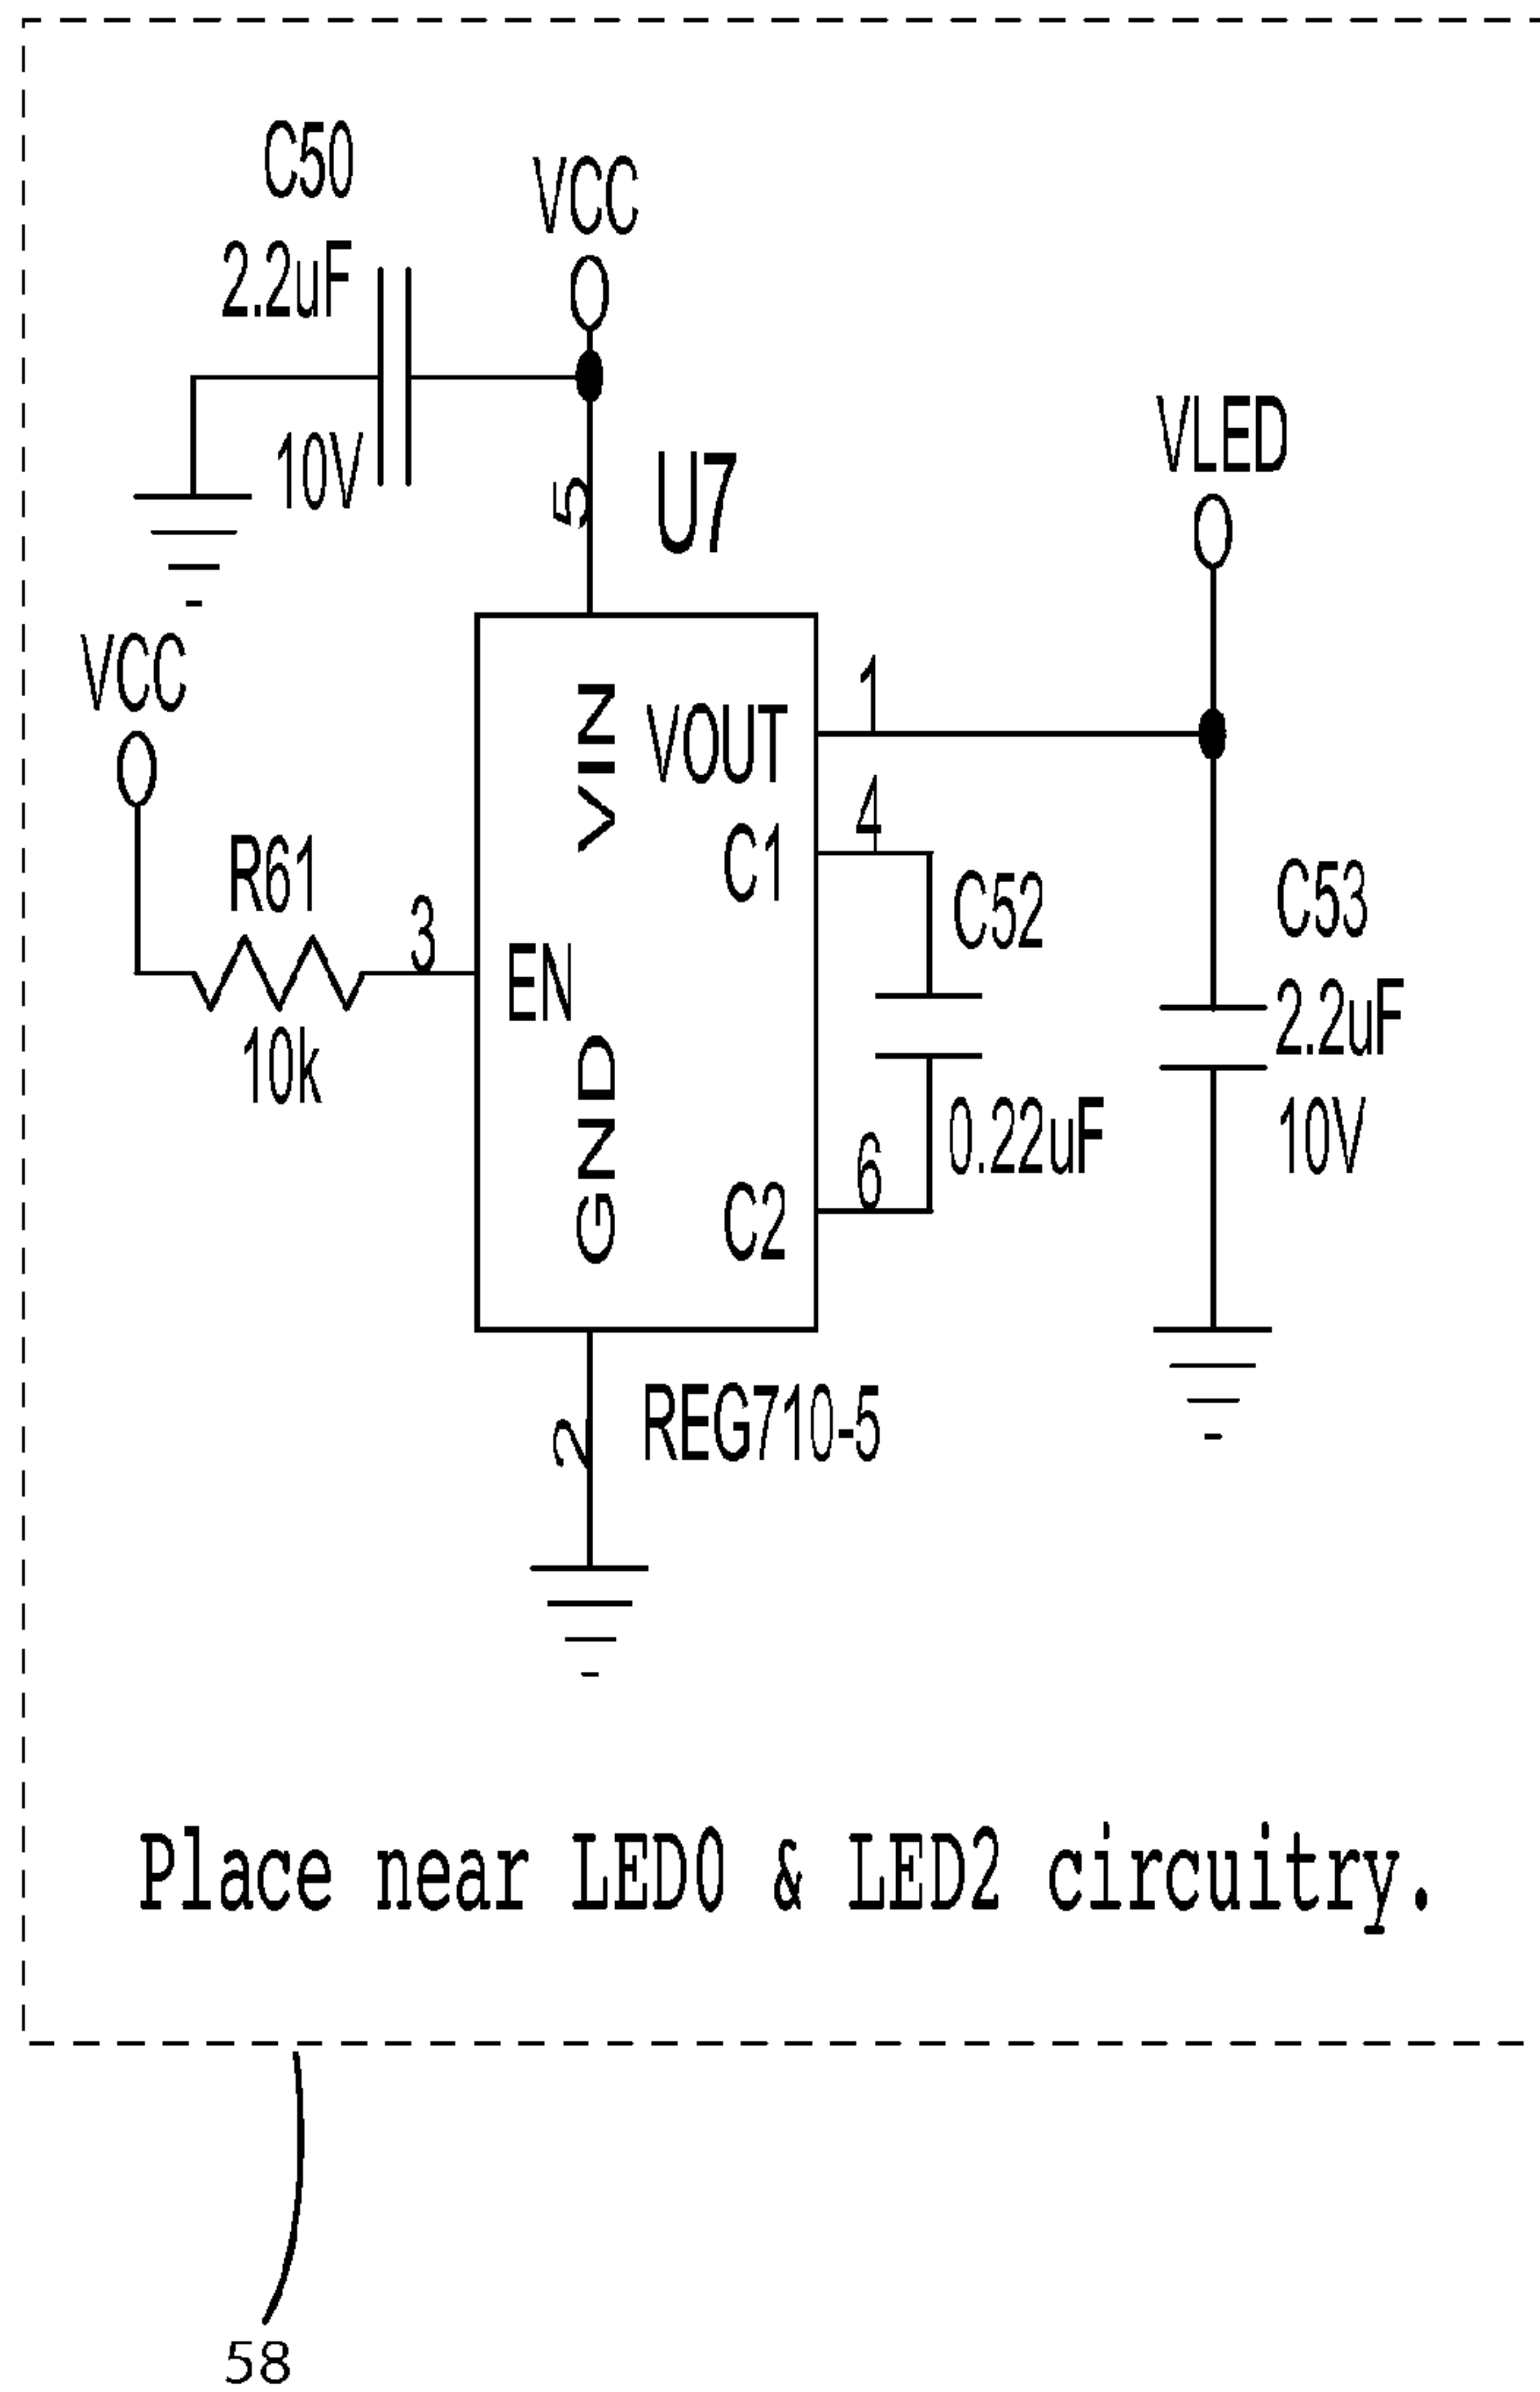 C50
2.2uF
10V
VCC
5
U7
VLED
VCC
R61
10k
3
VIN
VOUT
1
C1
4
EN
GND
C2
6
C52
0.22uF
C53
2.2uF
10V
2
REG710-5
Place near LED0 & LED2 circuitry.
58